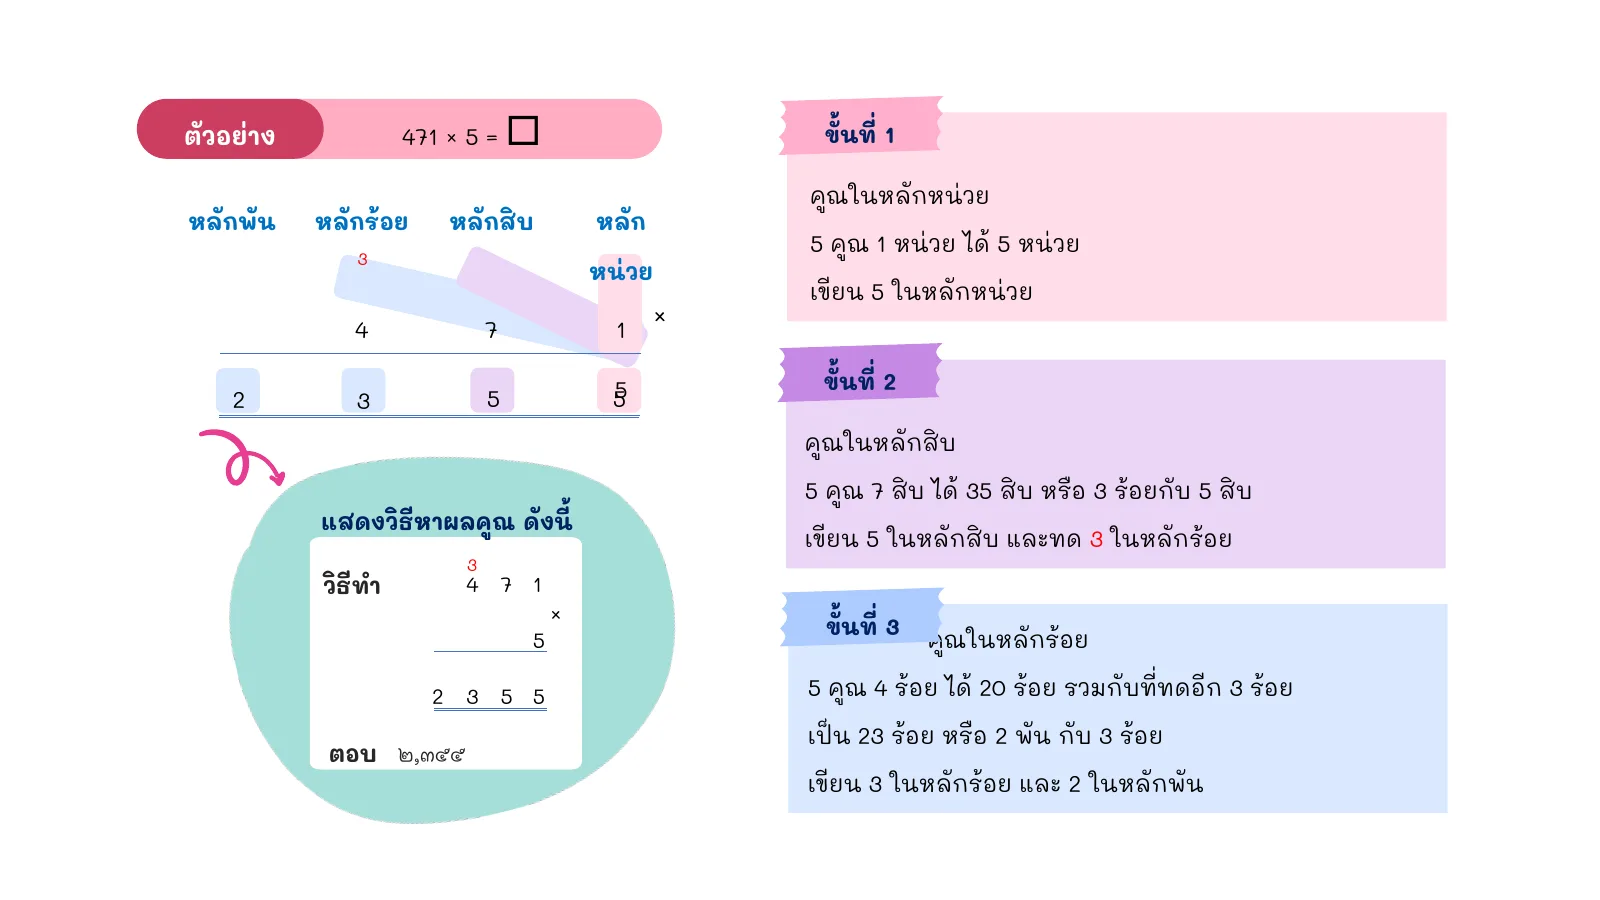 ตัวอย่าง 471 × 5 =
หลักพัน หลักร้อย หลักสิบ หลัก
หน่วย
3
4 7 1 ×
5
2 3 5 5
แสดงวิธีหาผลคูณ ดังนี้
3
วิธีทำ 4 7 1
×
5
2 3 5 5
ตอบ ๒,๓๕๕
ขั้นที่ 1
คูณในหลักหน่วย
5 คูณ 1 หน่วย ได้ 5 หน่วย
เขียน 5 ในหลักหน่วย
ขั้นที่ 2
คูณในหลักสิบ
5 คูณ 7 สิบ ได้ 35 สิบ หรือ 3 ร้อยกับ 5 สิบ
เขียน 5 ในหลักสิบ และทด 3 ในหลักร้อย
ขั้นที่ 3
คูณในหลักร้อย
5 คูณ 4 ร้อย ได้ 20 ร้อย รวมกับที่ทดอีก 3 ร้อย
เป็น 23 ร้อย หรือ 2 พัน กับ 3 ร้อย
เขียน 3 ในหลักร้อย และ 2 ในหลักพัน